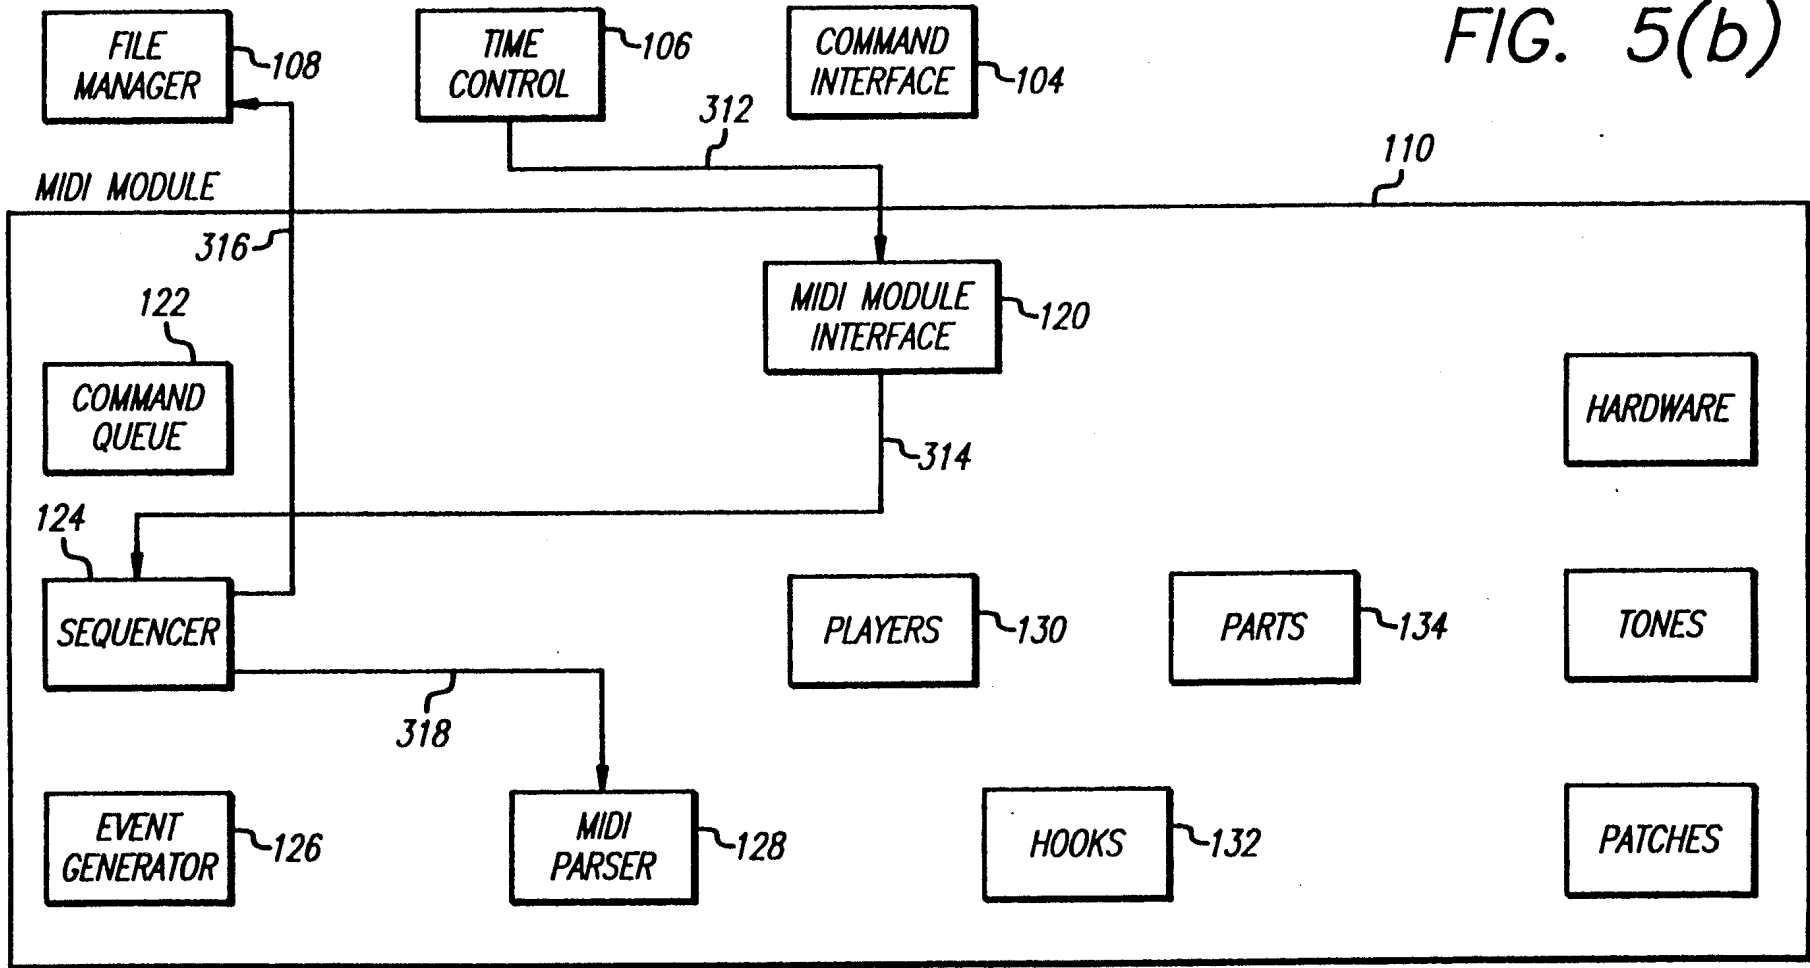 FIG. 5(b)
FILE
MANAGER
108
TIME
CONTROL
106
COMMAND
INTERFACE
104
312
MIDI MODULE
110
316
MIDI MODULE
INTERFACE
120
122
COMMAND
QUEUE
314
HARDWARE
124
SEQUENCER
PLAYERS
130
PARTS
134
TONES
318
EVENT
GENERATOR
126
MIDI
PARSER
128
HOOKS
132
PATCHES